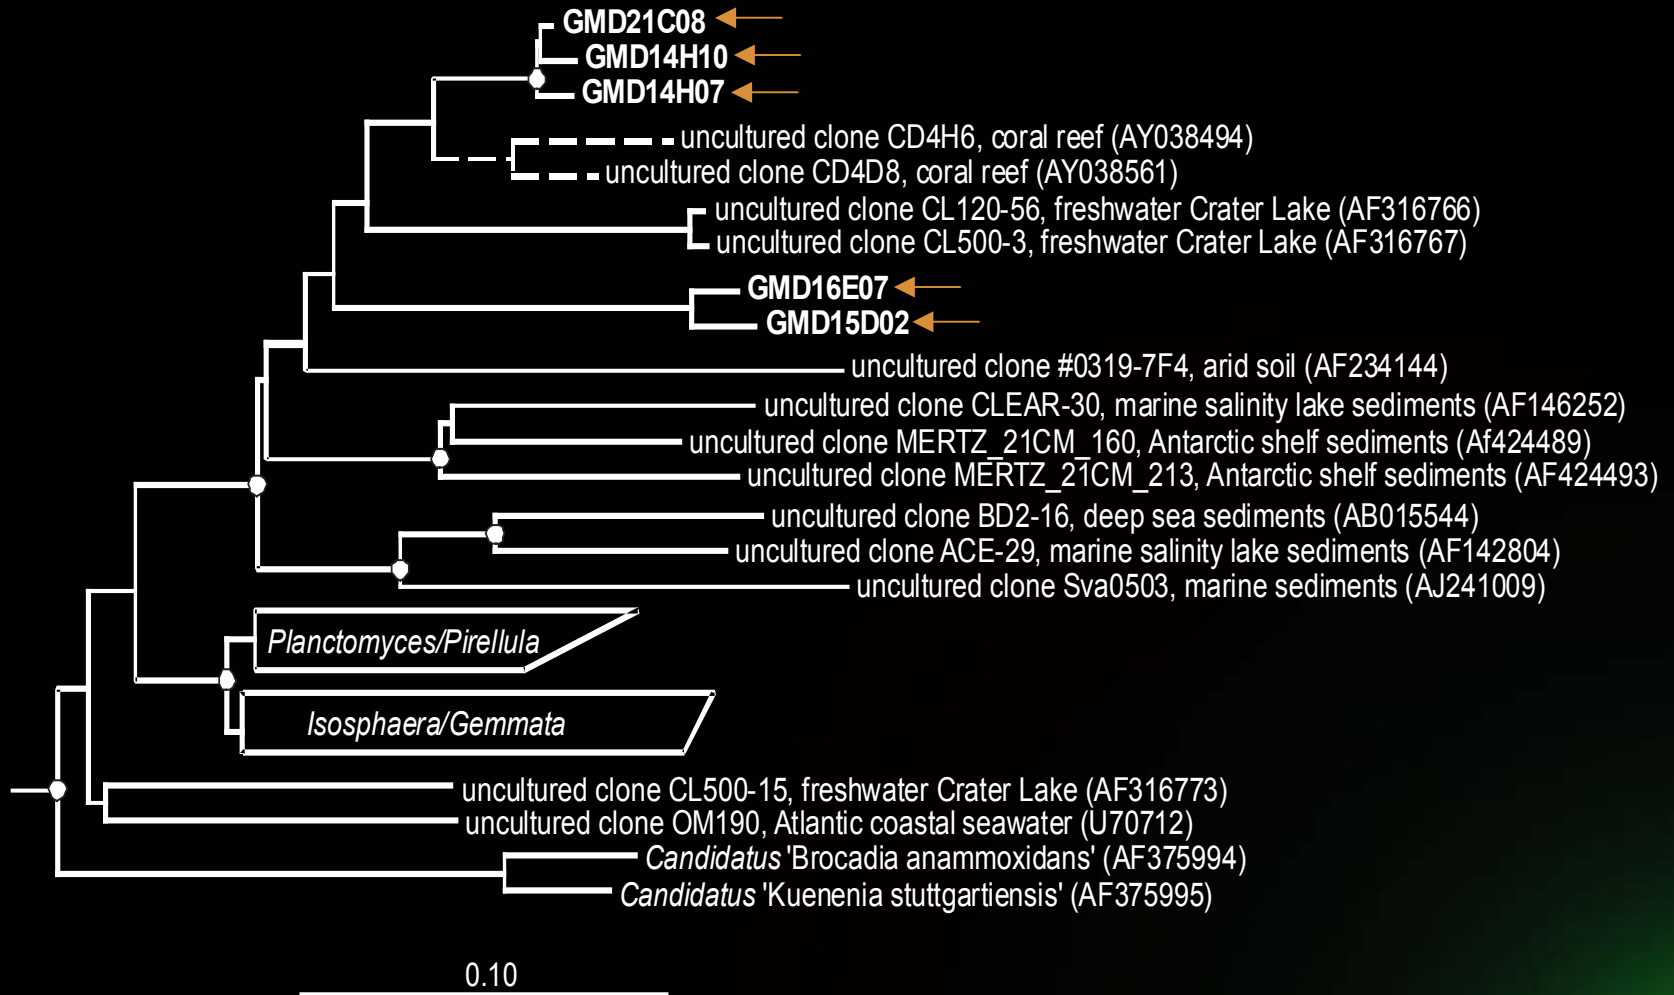 GMD21C08
GMD14H10
GMD14H07
uncultured clone CD4H6, coral reef (AY038494)
uncultured clone CD4D8, coral reef (AY038561)
uncultured clone CL120-56, freshwater Crater Lake (AF316766)
uncultured clone CL500-3, freshwater Crater Lake (AF316767)
GMD16E07
GMD15D02
uncultured clone #0319-7F4, arid soil (AF234144)
uncultured clone CLEAR-30, marine salinity lake sediments (AF146252)
uncultured clone MERTZ_21CM_160, Antarctic shelf sediments (Af424489)
uncultured clone MERTZ_21CM_213, Antarctic shelf sediments (AF424493)
uncultured clone BD2-16, deep sea sediments (AB015544)
uncultured clone ACE-29, marine salinity lake sediments (AF142804)
uncultured clone Sva0503, marine sediments (AJ241009)
Planctomyces/Pirellula
Isosphaera/Gemmata
uncultured clone CL500-15, freshwater Crater Lake (AF316773)
uncultured clone OM190, Atlantic coastal seawater (U70712)
Candidatus 'Brocadia anammoxidans' (AF375994)
Candidatus 'Kuenenia stuttgartiensis' (AF375995)
0.10